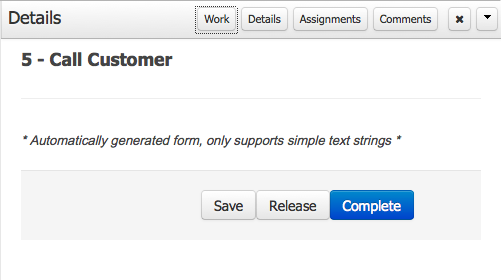 Details Work Details Assignments Comments ×
5 - Call Customer
* Automatically generated form, only supports simple text strings *
Save Release Complete